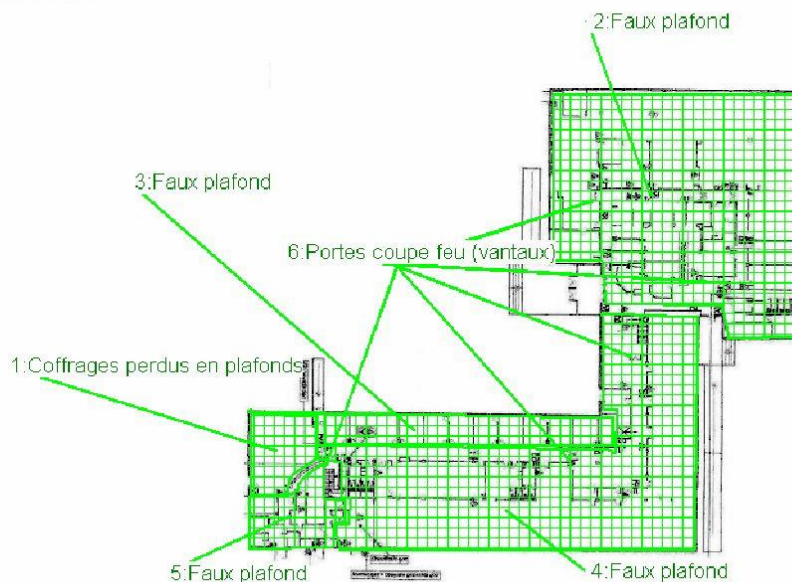 2:Faux plafond
3:Faux plafond
6:Portes coupe feu (vantaux)
1:Coffrages perdus en plafonds
5:Faux plafond
4:Faux plafond